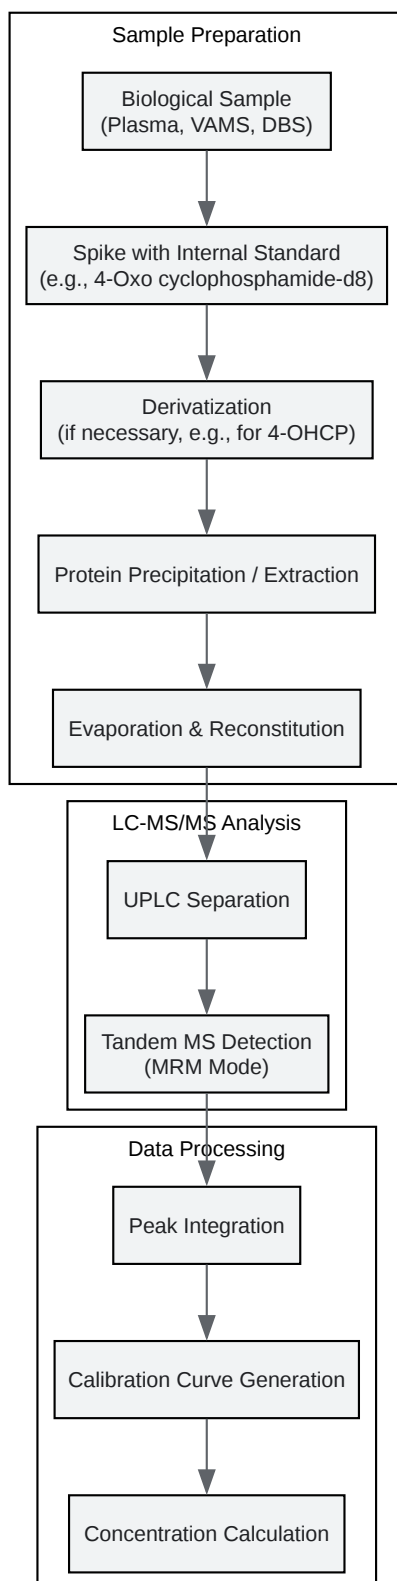 Sample Preparation
Biological Sample
(Plasma, VAMS, DBS)
Spike with Internal Standard
(e.g., 4-Oxo cyclophosphamide-d8)
Derivatization
(if necessary, e.g., for 4-OHCP)
Protein Precipitation / Extraction
Evaporation & Reconstitution
LC-MS/MS Analysis
UPLC Separation
Tandem MS Detection
(MRM Mode)
Data Processing
Peak Integration
Calibration Curve Generation
Concentration Calculation